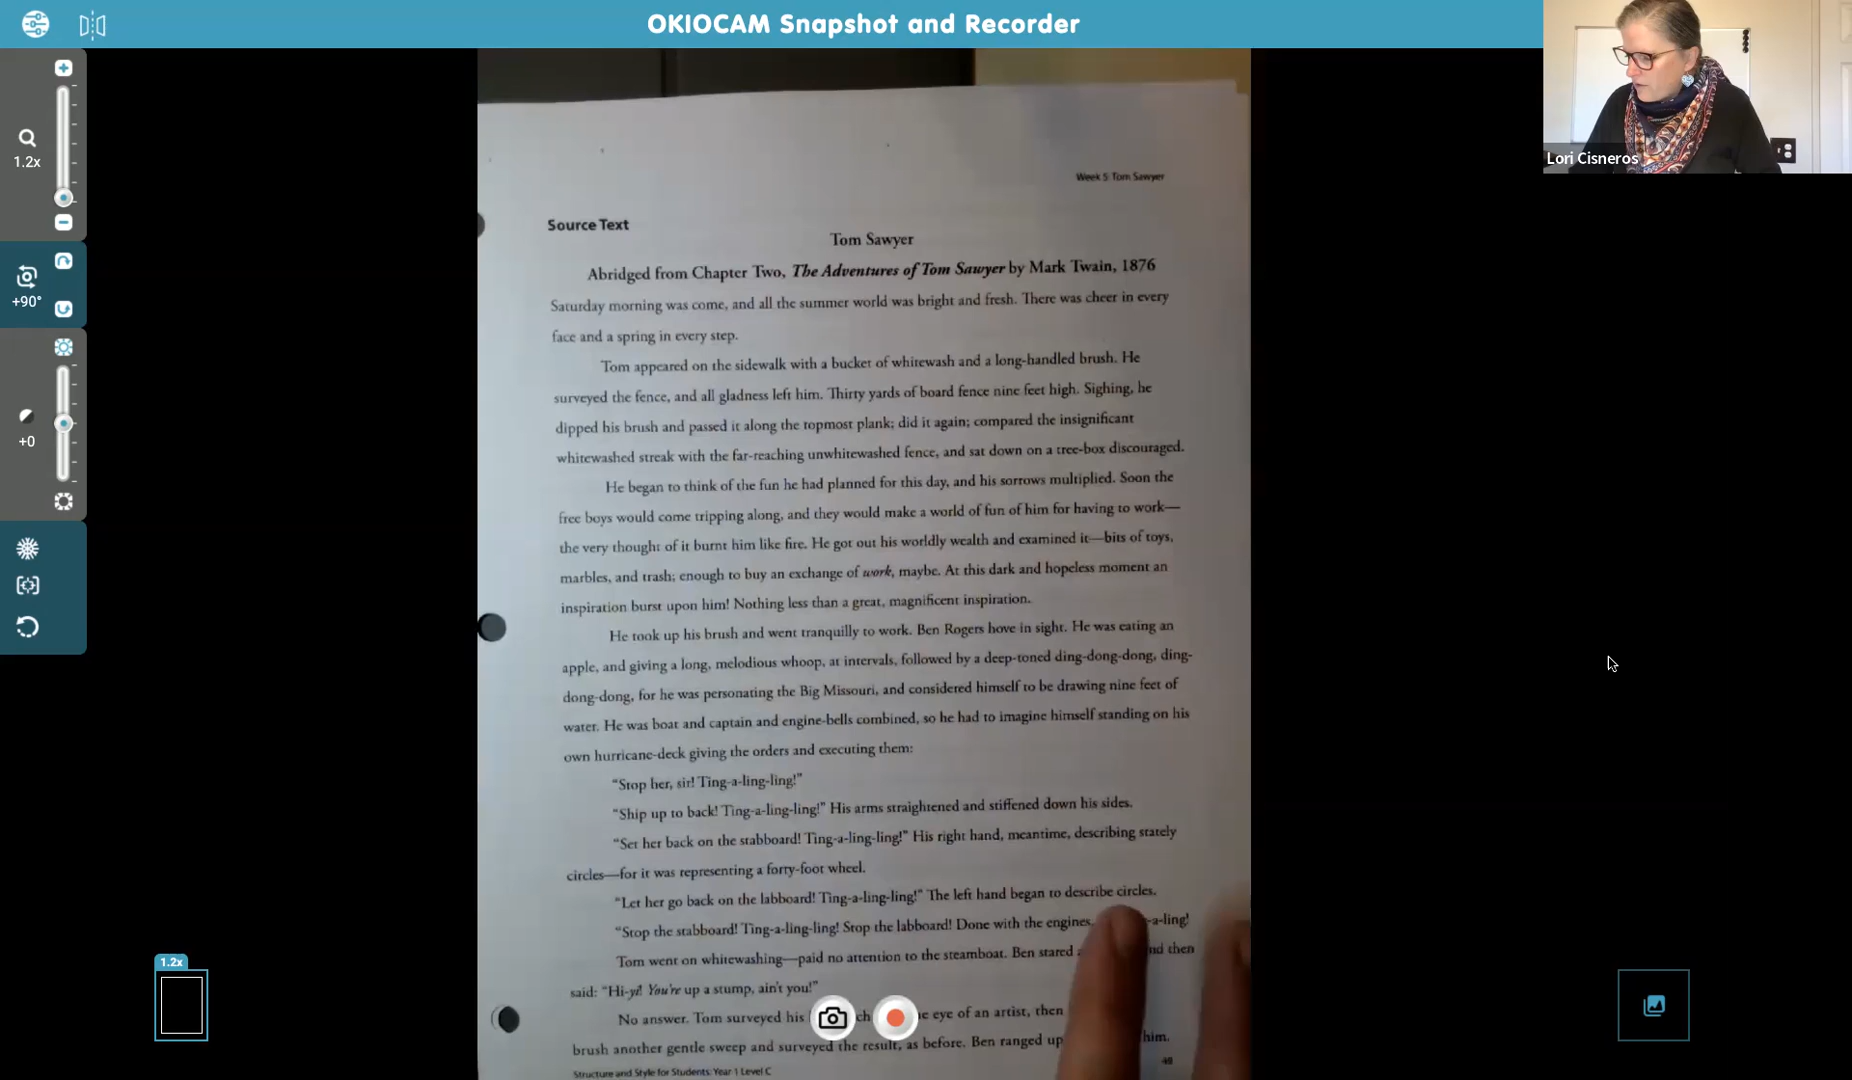 OKIOCAM Snapshot and Recorder
1.2x
+90°
+0
1.2x
Lori Cisneros
Week 5: Tom Sawyer
Source Text
Tom Sawyer
Abridged from Chapter Two, The Adventures of Tom Sawyer by Mark Twain, 1876
Saturday morning was come, and all the summer world was bright and fresh. There was cheer in every
face and a spring in every step.
Tom appeared on the sidewalk with a bucket of whitewash and a long-handled brush. He
surveyed the fence, and all gladness left him. Thirty yards of board fence nine feet high. Sighing, he
dipped his brush and passed it along the topmost plank; did it again; compared the insignificant
whitewashed streak with the far-reaching unwhitewashed fence, and sat down on a tree-box discouraged.
He began to think of the fun he had planned for this day, and his sorrows multiplied. Soon the
free boys would come tripping along, and they would make a world of fun of him for having to work—
the very thought of it burnt him like fire. He got out his worldly wealth and examined it—bits of toys,
marbles, and trash; enough to buy an exchange of work, maybe. At this dark and hopeless moment an
inspiration burst upon him! Nothing less than a great, magnificent inspiration.
He took up his brush and went tranquilly to work. Ben Rogers hove in sight. He was eating an
apple, and giving a long, melodious whoop, at intervals, followed by a deep-toned ding-dong-dong, ding-
dong-dong, for he was personating the Big Missouri, and considered himself to be drawing nine feet of
water. He was boat and captain and engine-bells combined, so he had to imagine himself standing on his
own hurricane-deck giving the orders and executing them:
“Stop her, sir! Ting-a-ling-ling!”
“Ship up to back! Ting-a-ling-ling!” His arms straightened and stiffened down his sides.
“Set her back on the stabboard! Ting-a-ling-ling!” His right hand, meantime, describing stately
circles—for it was representing a forty-foot wheel.
“Let her go back on the labboard! Ting-a-ling-ling!” The left hand began to describe circles.
“Stop the stabboard! Ting-a-ling-ling! Stop the labboard! Done with the engines, -a-ling!
Tom went on whitewashing—paid no attention to the steamboat. Ben stared nd then
said: “Hi-yi! You’re up a stump, ain’t you!”
No answer. Tom surveyed his ch e eye of an artist, then
brush another gentle sweep and surveyed the result, as before. Ben ranged up him.
Structure and Style for Students: Year 1 Level C
49